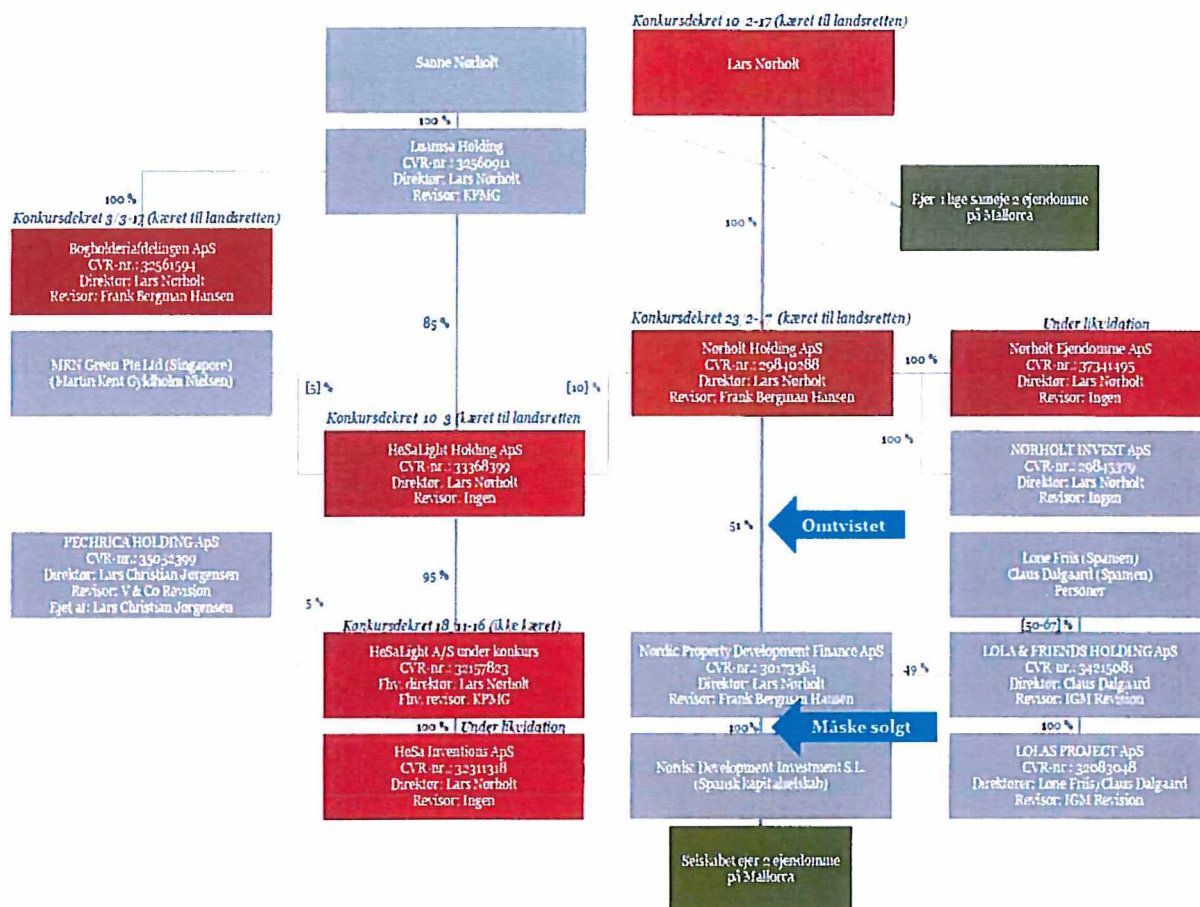 Konkursdekret 10-2-17 (kæret til landsretten)
Sanne Nørholt
Lars Nørholt
100 %
Luamsa Holding
CVR-nr.: 32560911
Direktør: Lars Nørholt
Revisor: KPMG
100 %
Ejer i lige sameje 2 ejendomme
på Mallorca
100 %
Konkursdekret 3/3-17 (kæret til landsretten)
Bogholderiafdelingen ApS
CVR-nr.: 32561594
Direktør: Lars Nørholt
Revisor: Frank Bergman Hansen
85 %
Konkursdekret 23/2-17 (kæret til landsretten)
Nørholt Holding ApS
CVR-nr.: 29840288
Direktør: Lars Nørholt
Revisor: Frank Bergman Hansen
100 %
Under likvidation
Nørholt Ejendomme ApS
CVR-nr.: 37341495
Direktør: Lars Nørholt
Revisor: Ingen
MKN Green Pte Ltd (Singapore)
(Martin Kent Gyldholm Nielsen)
[5] %
[10] %
Konkursdekret 10-3 (kæret til landsretten
HeSaLight Holding ApS
CVR-nr.: 33368399
Direktør: Lars Nørholt
Revisor: Ingen
100 %
NØRHOLT INVEST ApS
CVR-nr.: 29845379
Direktør: Lars Nørholt
Revisor: Ingen
51 %
Omtvistet
PECHRICA HOLDING ApS
CVR-nr.: 35052399
Direktør: Lars Christian Jørgensen
Revisor: V & Co Revision
Ejet af: Lars Christian Jørgensen
5 %
95 %
Lone Friis (Spanien)
Claus Dalgaard (Spanien)
Personer
[50-67] %
Konkursdekret 18/11-16 (ikke kæret)
HeSaLight A/S under konkurs
CVR-nr.: 32157823
Fhv. direktør: Lars Nørholt
Fhv. revisor: KPMG
Nordic Property Development Finance ApS
CVR-nr.: 30173384
Direktør: Lars Nørholt
Revisor: Frank Bergman Hansen
49 %
LOLA & FRIENDS HOLDING ApS
CVR-nr.: 34215081
Direktør: Claus Dalgaard
Revisor: IGM Revision
100 %
Under likvidation
HeSa Inventions ApS
CVR-nr.: 32311318
Direktør: Lars Nørholt
Revisor: Ingen
100%
Måske solgt
Nordic Development Investment S.L.
(Spansk kapitalselskab)
100 %
LOLAS PROJECT ApS
CVR-nr.: 32083048
Direktører: Lone Friis/Claus Dalgaard
Revisor: IGM Revision
Selskabet ejer 2 ejendomme
på Mallorca